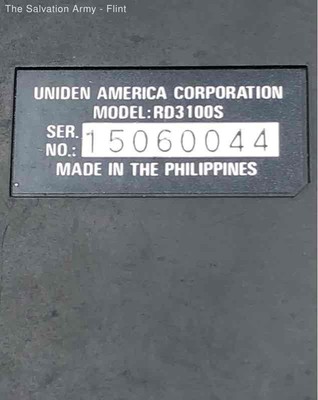 The Salvation Army - Flint
UNIDEN AMERICA CORPORATION
MODEL:RD3100S
SER. NO.: 15060044
MADE IN THE PHILIPPINES